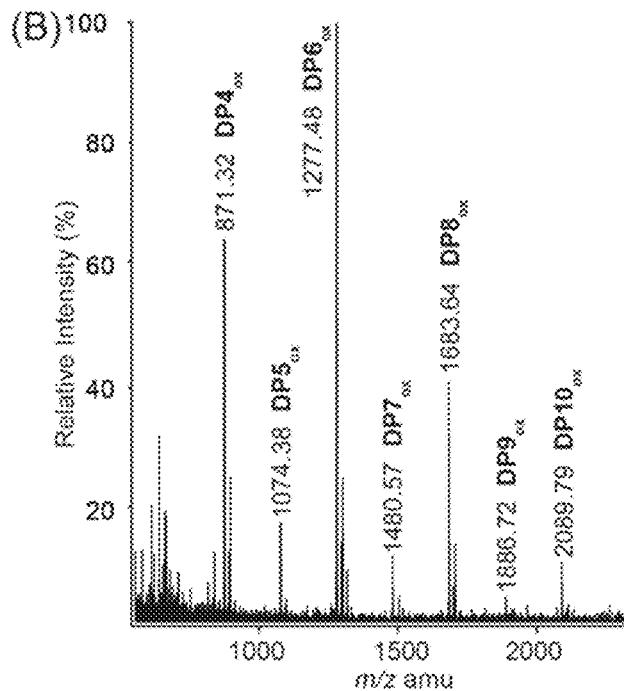 (B)
100
80
60
40
20
Relative Intensity (%)
871.32 DP4ox
1074.38 DP5ox
1277.48 DP6ox
1480.57 DP7ox
1683.64 DP8ox
1886.72 DP9ox
2089.79 DP10ox
1000 1500 2000
m/z amu